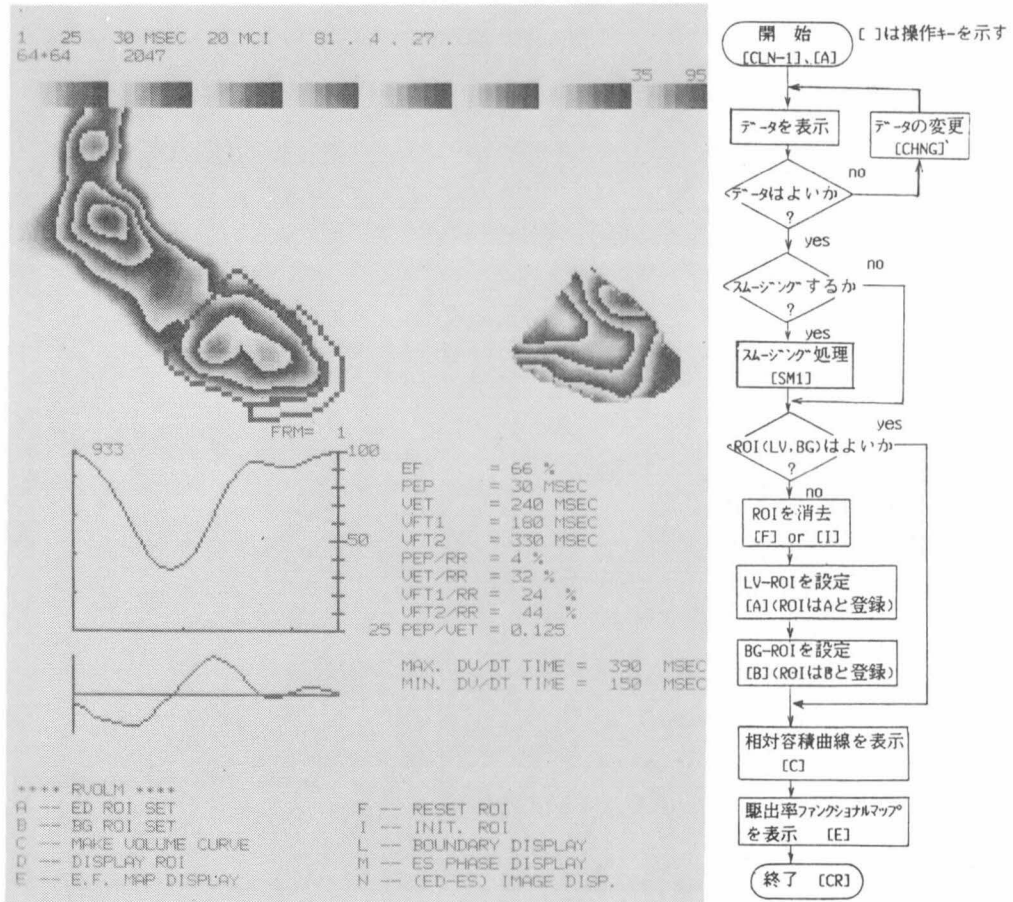 1 25 30 MSEC 20 MCI 81 . 4 . 27 .
64*64 2047
35 95
FRM= 1
933
100
50
25
EF = 66 %
PEP = 30 MSEC
VET = 240 MSEC
VFT1 = 180 MSEC
VFT2 = 330 MSEC
PEP/RR = 4 %
VET/RR = 32 %
VFT1/RR = 24 %
VFT2/RR = 44 %
PEP/VET = 0.125
MAX. DV/DT TIME = 390 MSEC
MIN. DV/DT TIME = 150 MSEC
**** RVOLM ****
A -- ED ROI SET
B -- BG ROI SET
C -- MAKE VOLUME CURVE
D -- DISPLAY ROI
E -- E.F. MAP DISPLAY
F -- RESET ROI
I -- INIT. ROI
L -- BOUNDARY DISPLAY
M -- ES PHASE DISPLAY
N -- (ED-ES) IMAGE DISP.
[ ]は操作キーを示す
開 始
[CLN-1]、[A]
データを表示
データの変更
[CHNG]
no
データはよいか
?
yes
no
スムージングするか
?
yes
スムージング処理
[SM1]
yes
ROI(LV,BG)はよいか
?
no
ROIを消去
[F] or [I]
LV-ROIを設定
[A](ROIはAと登録)
BG-ROIを設定
[B](ROIはBと登録)
相対容積曲線を表示
[C]
駆出率ファンクショナルマップ
を表示 [E]
終了 [CR]